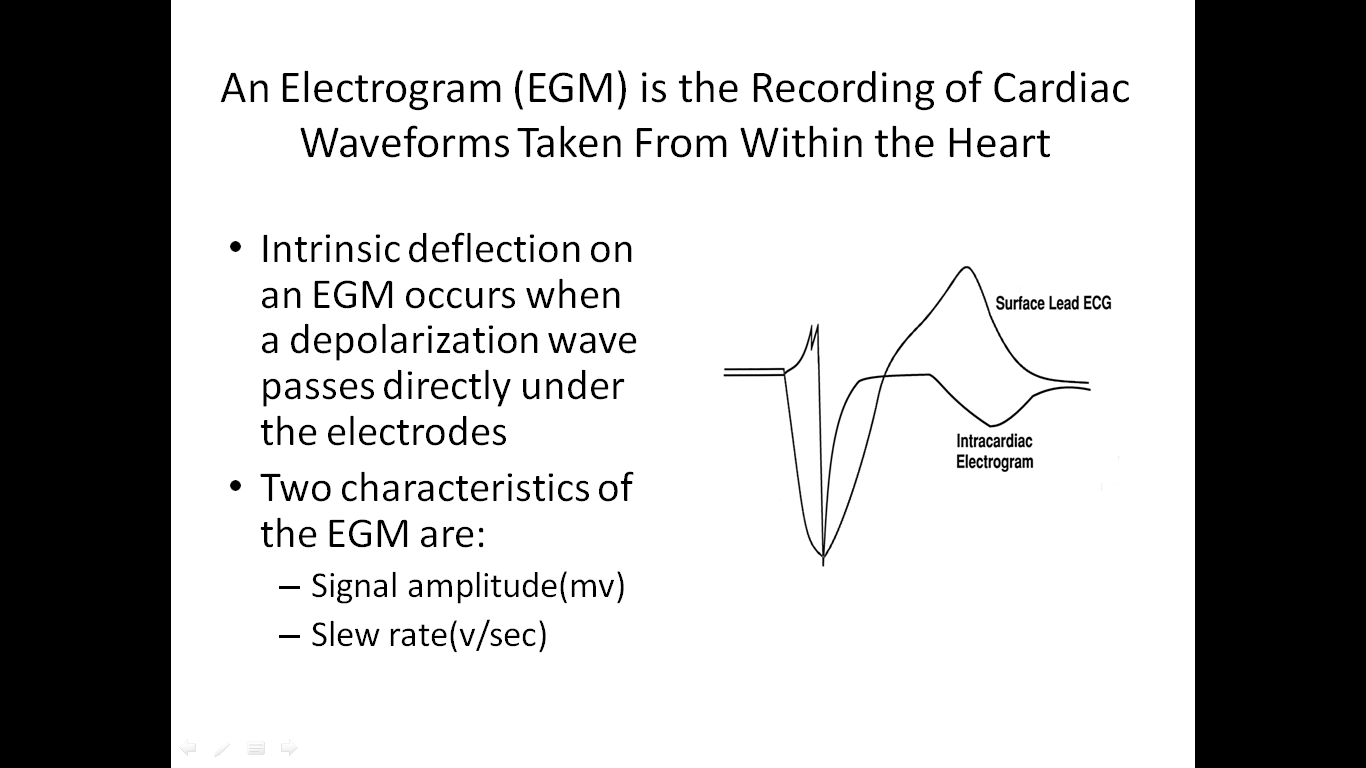 An Electrogram (EGM) is the Recording of Cardiac
Waveforms Taken From Within the Heart
• Intrinsic deflection on
an EGM occurs when
a depolarization wave
passes directly under
the electrodes
• Two characteristics of
the EGM are:
– Signal amplitude(mv)
– Slew rate(v/sec)
Surface Lead ECG
Intracardiac
Electrogram